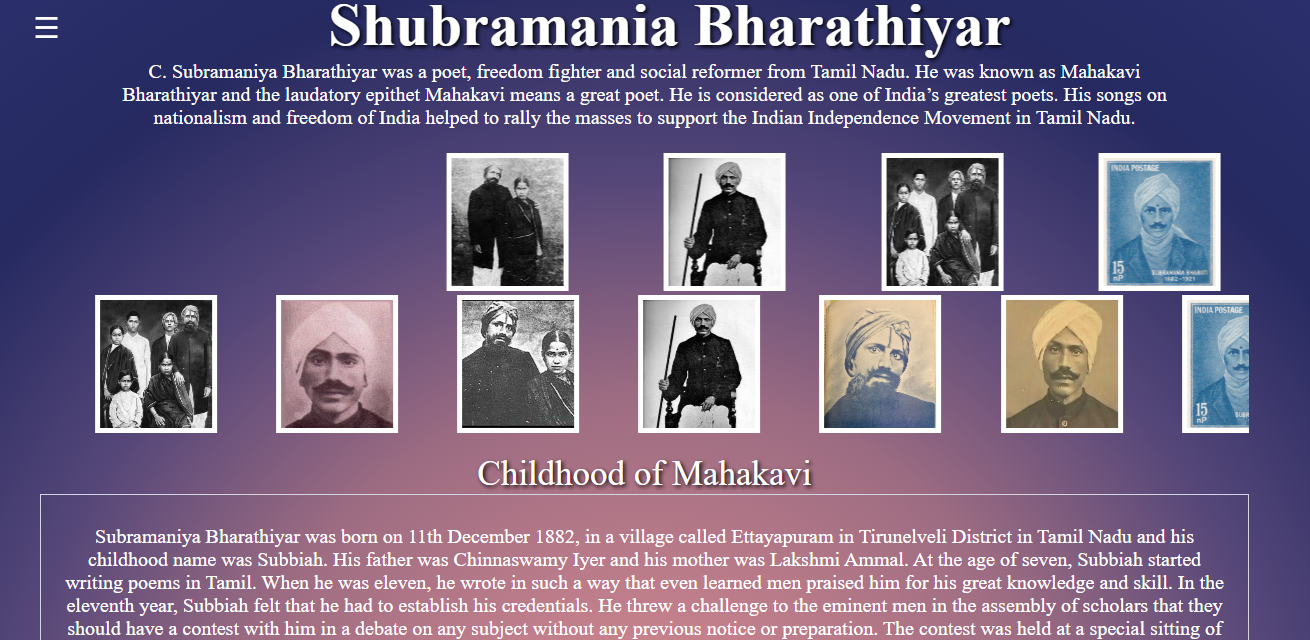 ☰
Shubramania Bharathiyar
C. Subramaniya Bharathiyar was a poet, freedom fighter and social reformer from Tamil Nadu. He was known as Mahakavi
Bharathiyar and the laudatory epithet Mahakavi means a great poet. He is considered as one of India’s greatest poets. His songs on
nationalism and freedom of India helped to rally the masses to support the Indian Independence Movement in Tamil Nadu.
INDIA POSTAGE
15
nP
SUBRAMANIA BHARATI
1882-1921
INDIA POSTAGE
15
nP
SUBR
Childhood of Mahakavi
Subramaniya Bharathiyar was born on 11th December 1882, in a village called Ettayapuram in Tirunelveli District in Tamil Nadu and his
childhood name was Subbiah. His father was Chinnaswamy Iyer and his mother was Lakshmi Ammal. At the age of seven, Subbiah started
writing poems in Tamil. When he was eleven, he wrote in such a way that even learned men praised him for his great knowledge and skill. In the
eleventh year, Subbiah felt that he had to establish his credentials. He threw a challenge to the eminent men in the assembly of scholars that they
should have a contest with him in a debate on any subject without any previous notice or preparation. The contest was held at a special sitting of